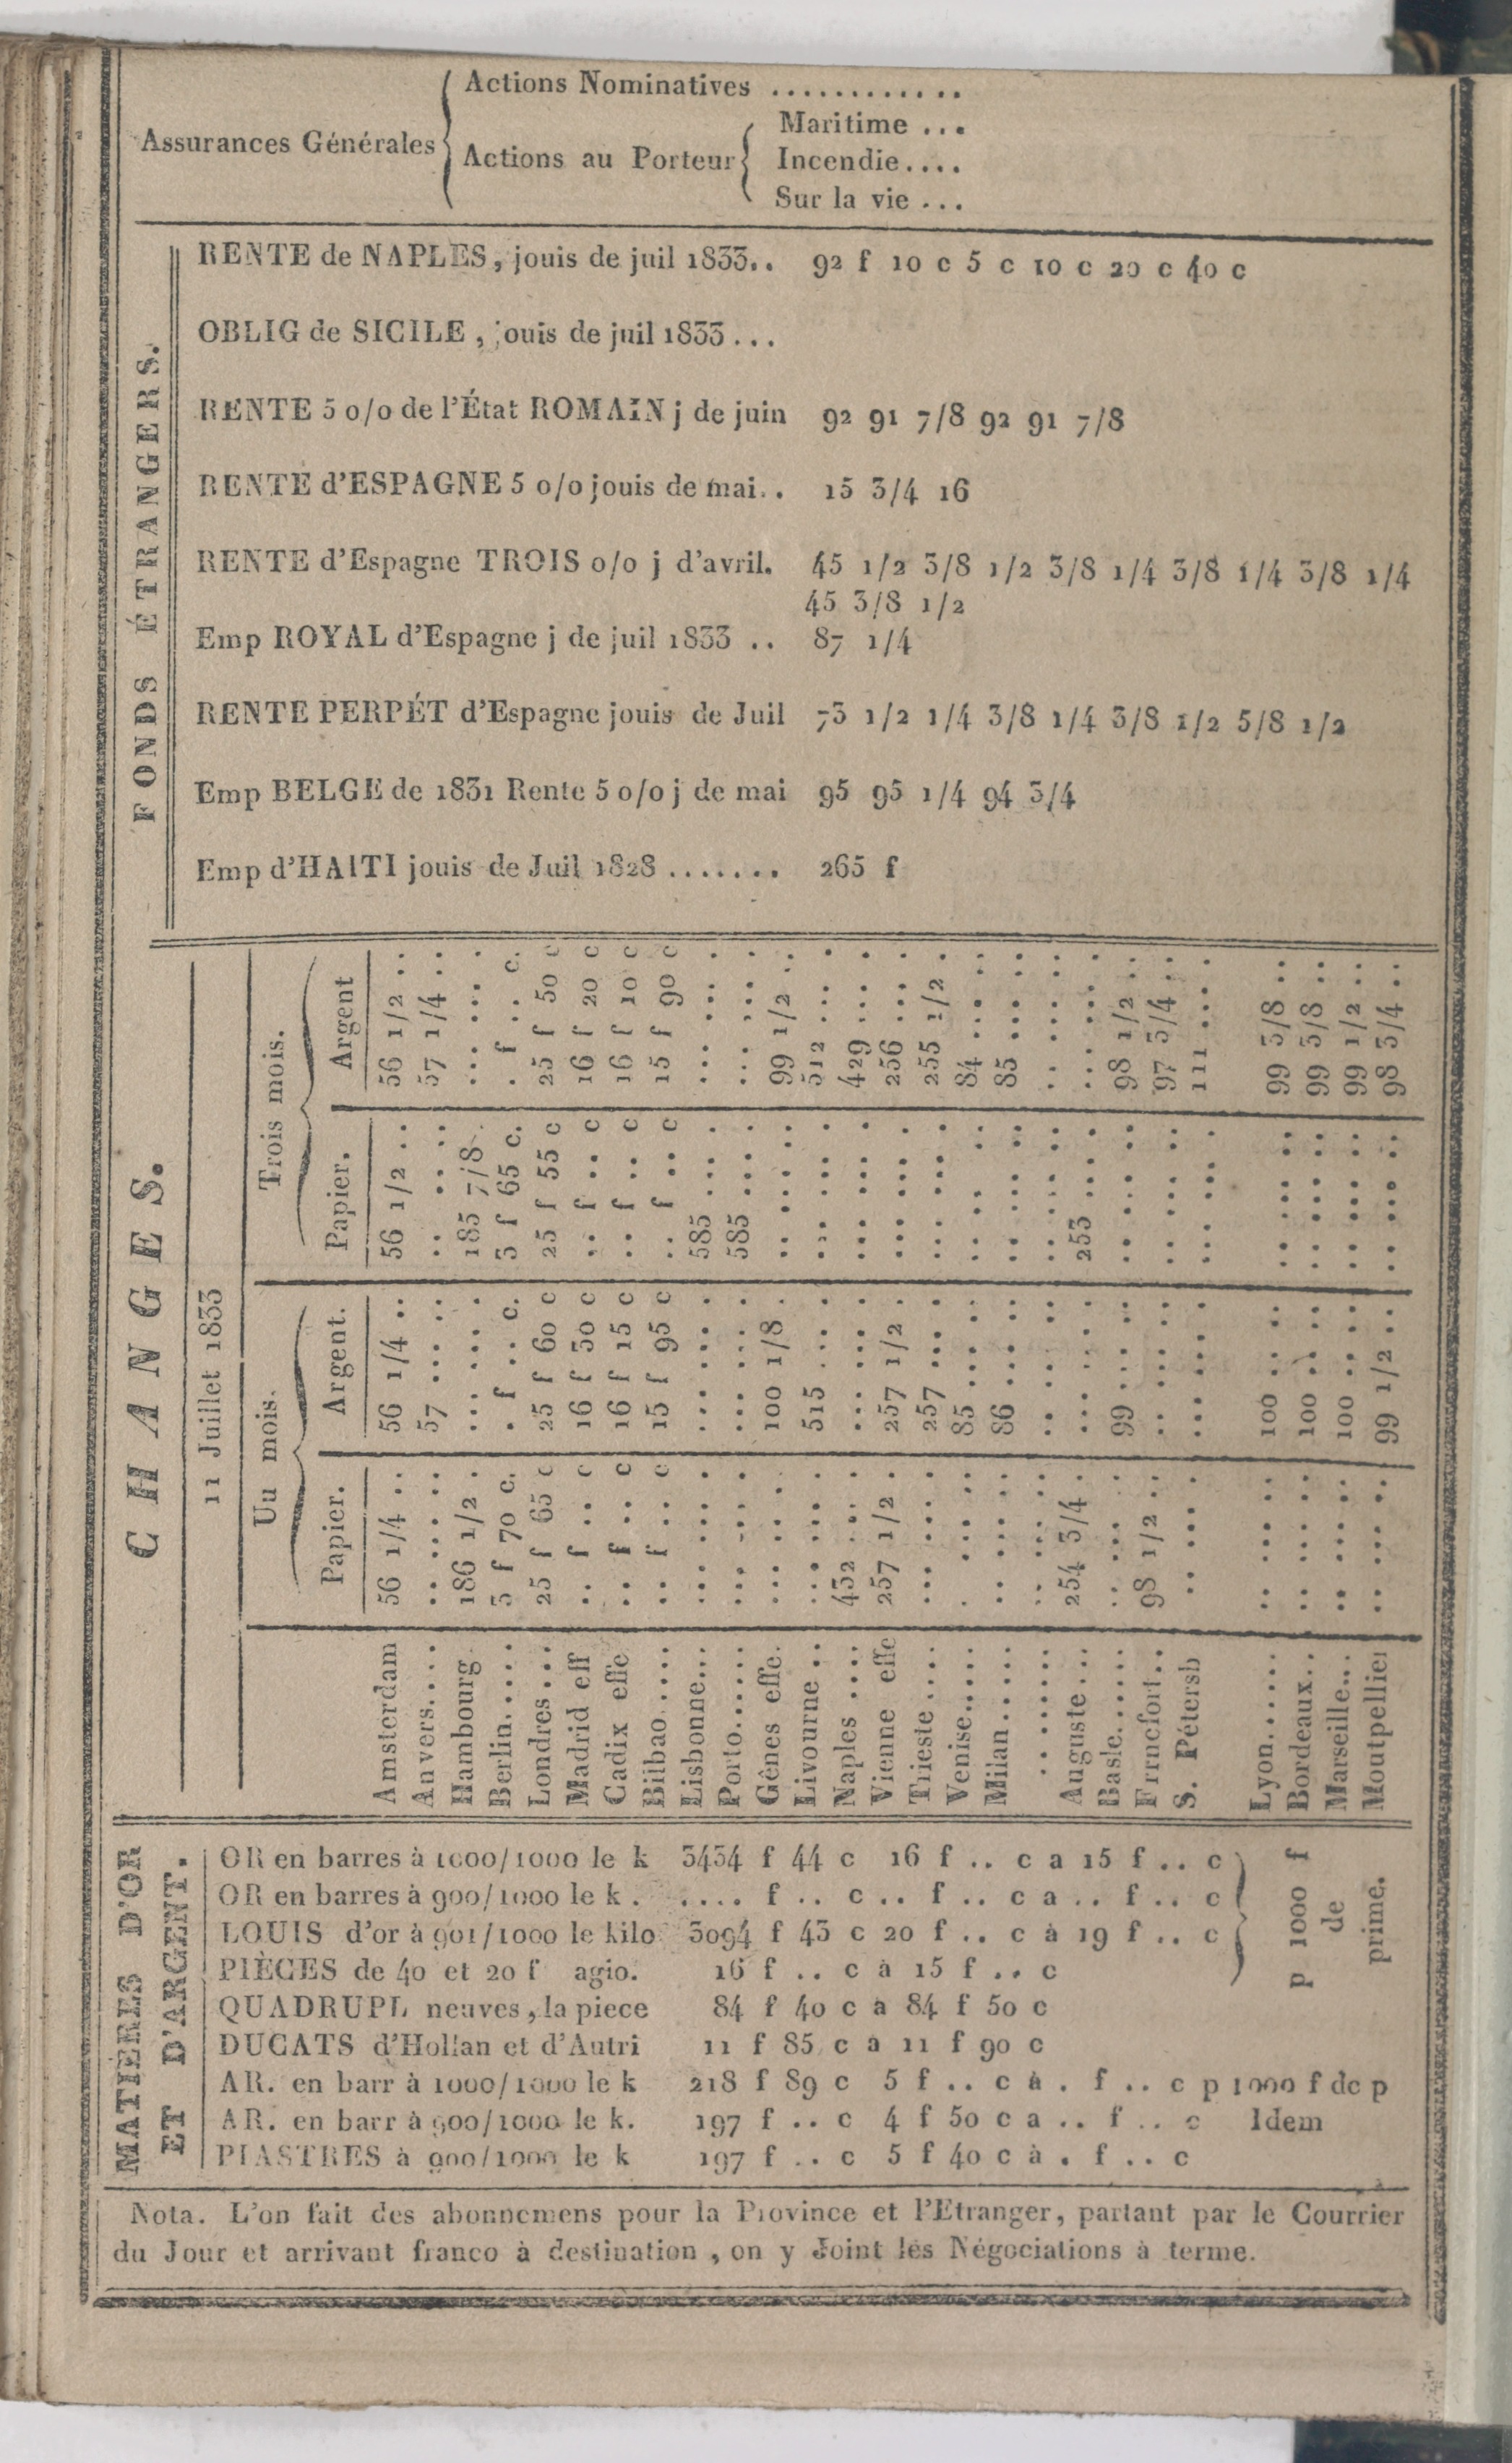 Assurances Générales
Actions Nominatives ............
Actions au Porteur
Maritime ...
Incendie....
Sur la vie ...
FONDS ÉTRANGERS.
RENTE de NAPLES, jouis de juil 1833.. 92 f 10 c 5 c 10 c 20 c 40 c
OBLIG de SICILE, jouis de juil 1833...
RENTE 5 o/o de l'État ROMAIN j de juin 92 91 7/8 92 91 7/8
RENTE d'ESPAGNE 5 o/o jouis de mai.. 15 3/4 16
RENTE d'Espagne TROIS o/o j d'avril. 45 1/2 3/8 1/2 3/8 1/4 3/8 1/4 3/8 1/4
45 3/8 1/2
Emp ROYAL d'Espagne j de juil 1833 .. 87 1/4
RENTE PERPÉT d'Espagne jouis de Juil 73 1/2 1/4 3/8 1/4 3/8 1/2 5/8 1/2
Emp BELGE de 1831 Rente 5 o/o j de mai 95 95 1/4 94 3/4
Emp d'HAITI jouis de Juil 1828 ....... 265 f
CHANGES.
11 Juillet 1833
Uu mois. Trois mois.
Papier. Argent. Papier. Argent
Amsterdam 56 1/4 .. 56 1/4 .. 56 1/2 .. 56 1/2 ..
Anvers.... .. ... .. 57 ... .. .. ... .. 57 1/4 ..
Hambourg. 186 1/2 . ... ... . 185 7/8 . ... ... .
Berlin.... 3 f 70 c. . f .. c. 3 f 65 c. . f .. c.
Londres... 25 f 65 c 25 f 60 c 25 f 55 c 25 f 50 c
Madrid eff .. f .. c 16 f 30 c .. f .. c 16 f 20 c
Cadix effe .. f .. c 16 f 15 c .. f .. c 16 f 10 c
Bilbao.... .. f .. c 15 f 95 c .. f .. c 15 f 90 c
Lisbonne... ... ... . ... ... . 585 ... . ... ... .
Porto..... ... ... . ... ... . 585 ... . ... ... .
Gênes effe. ... ... . 100 1/8 . .. ... .. 99 1/2 ..
Livourne .. ... ... . 515 ... . ... ... . 512 ... .
Naples .... 432 ... . ... ... . ... ... . 429 ... .
Vienne effe 257 1/2 . 257 1/2 . ... ... . 256 ... .
Trieste.... ... ... . 257 ... . ... ... . 255 1/2 .
Venise..... . ... .. 85 ... .. .. ... .. 84 ... ..
Milan..... .. ... .. 86 ... .. .. ... .. 85 ... ..
........ .. ... .. .. ... .. .. ... .. .. ... ..
Auguste... 254 3/4 . ... ... . 253 ... . ... ... .
Basle...... .. ... .. 99 ... .. .. ... .. 98 1/2 ..
Frrncfort.. 98 1/2 .. .. ... .. .. ... .. 97 3/4 ..
S. Pétersb .. ... . ... ... . ... ... . 111 ... .
Lyon...... .. ... .. 100 .. .. .. ... .. 99 3/8 ..
Bordeaux.. .. ... .. 100 .. .. .. ... .. 99 3/8 ..
Marseille... .. ... .. 100 .. .. .. ... .. 99 1/2 ..
Moutpellier .. ... .. 99 1/2 .. .. ... .. 98 3/4 ..
MATIERES D'OR
ET D'ARGENT.
OR en barres à 1000/1000 le k 3434 f 44 c 16 f .. c a 15 f .. c
OR en barres à 900/1000 le k . .... f .. c .. f .. c a .. f .. c
LOUIS d'or à 901/1000 le kilo 3094 f 43 c 20 f .. c à 19 f .. c
PIÈCES de 40 et 20 f agio. 16 f .. c à 15 f .. c
p 1000 f
de
prime.
QUADRUPL neuves, la piece 84 f 40 c a 84 f 50 c
DUCATS d'Hollan et d'Autri 11 f 85 c a 11 f 90 c
AR. en barr à 1000/1000 le k 218 f 89 c 5 f .. c à . f .. c p 1000 f de p
AR. en barr à 900/1000 le k. 197 f .. c 4 f 50 c a .. f .. c Idem
PIASTRES à 900/1000 le k 197 f .. c 5 f 40 c à . f .. c
Nota. L'on fait des abonnemens pour la Province et l'Etranger, partant par le Courrier
du Jour et arrivant franco à destination, on y Joint les Négociations à terme.